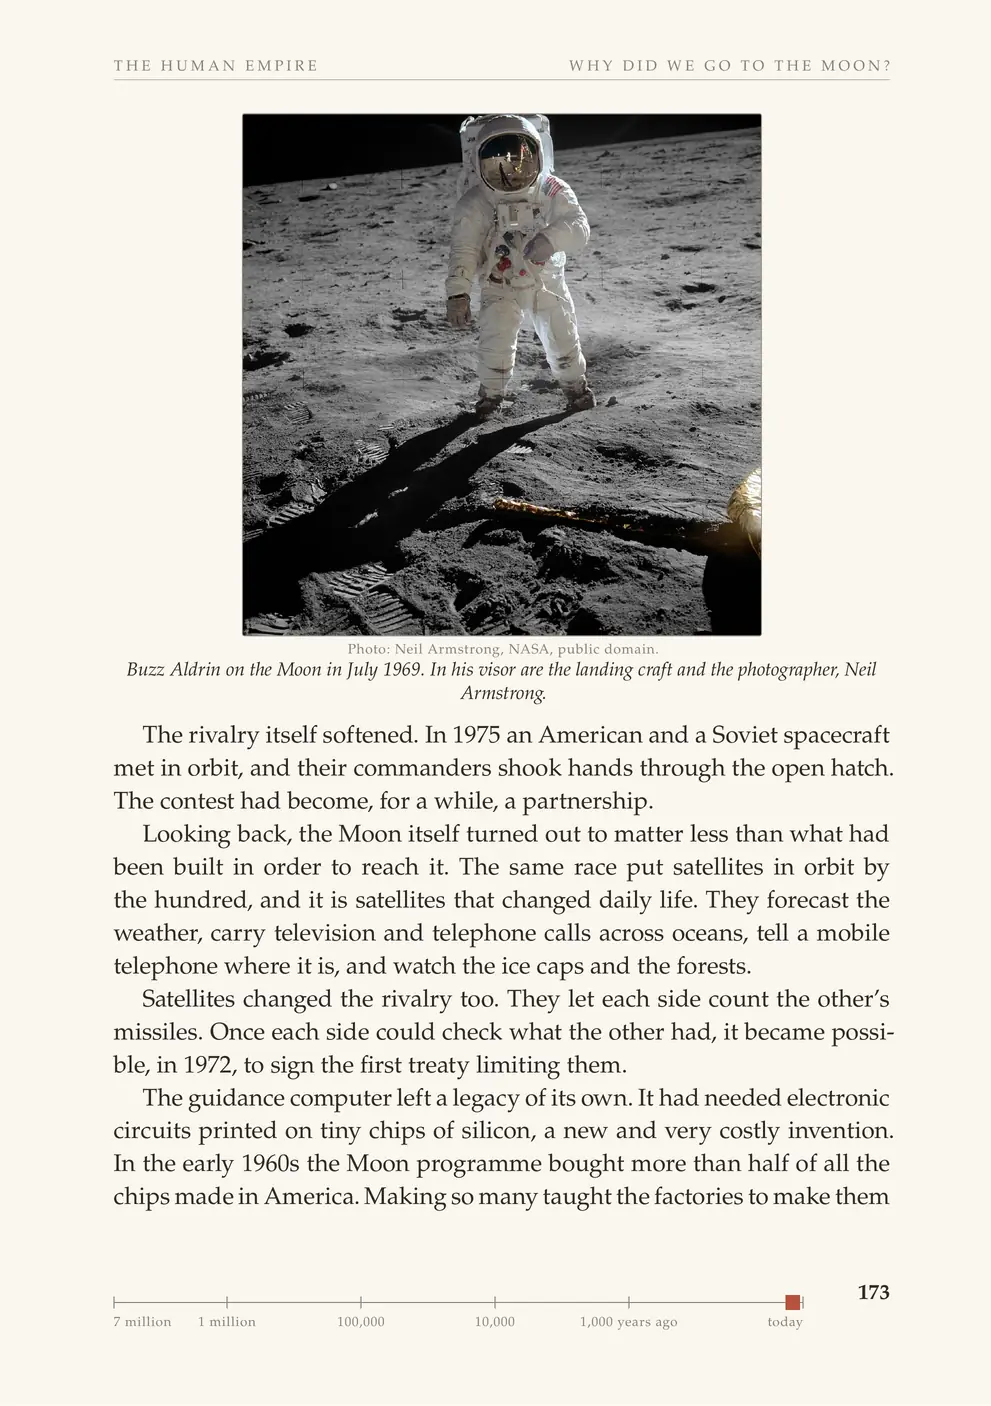 THE HUMAN EMPIRE
WHY DID WE GO TO THE MOON?
Photo: Neil Armstrong, NASA, public domain.
Buzz Aldrin on the Moon in July 1969. In his visor are the landing craft and the photographer, Neil
Armstrong.
The rivalry itself softened. In 1975 an American and a Soviet spacecraft
met in orbit, and their commanders shook hands through the open hatch.
The contest had become, for a while, a partnership.
Looking back, the Moon itself turned out to matter less than what had
been built in order to reach it. The same race put satellites in orbit by
the hundred, and it is satellites that changed daily life. They forecast the
weather, carry television and telephone calls across oceans, tell a mobile
telephone where it is, and watch the ice caps and the forests.
Satellites changed the rivalry too. They let each side count the other’s
missiles. Once each side could check what the other had, it became possi-
ble, in 1972, to sign the first treaty limiting them.
The guidance computer left a legacy of its own. It had needed electronic
circuits printed on tiny chips of silicon, a new and very costly invention.
In the early 1960s the Moon programme bought more than half of all the
chips made in America. Making so many taught the factories to make them
173
7 million 1 million 100,000 10,000 1,000 years ago today